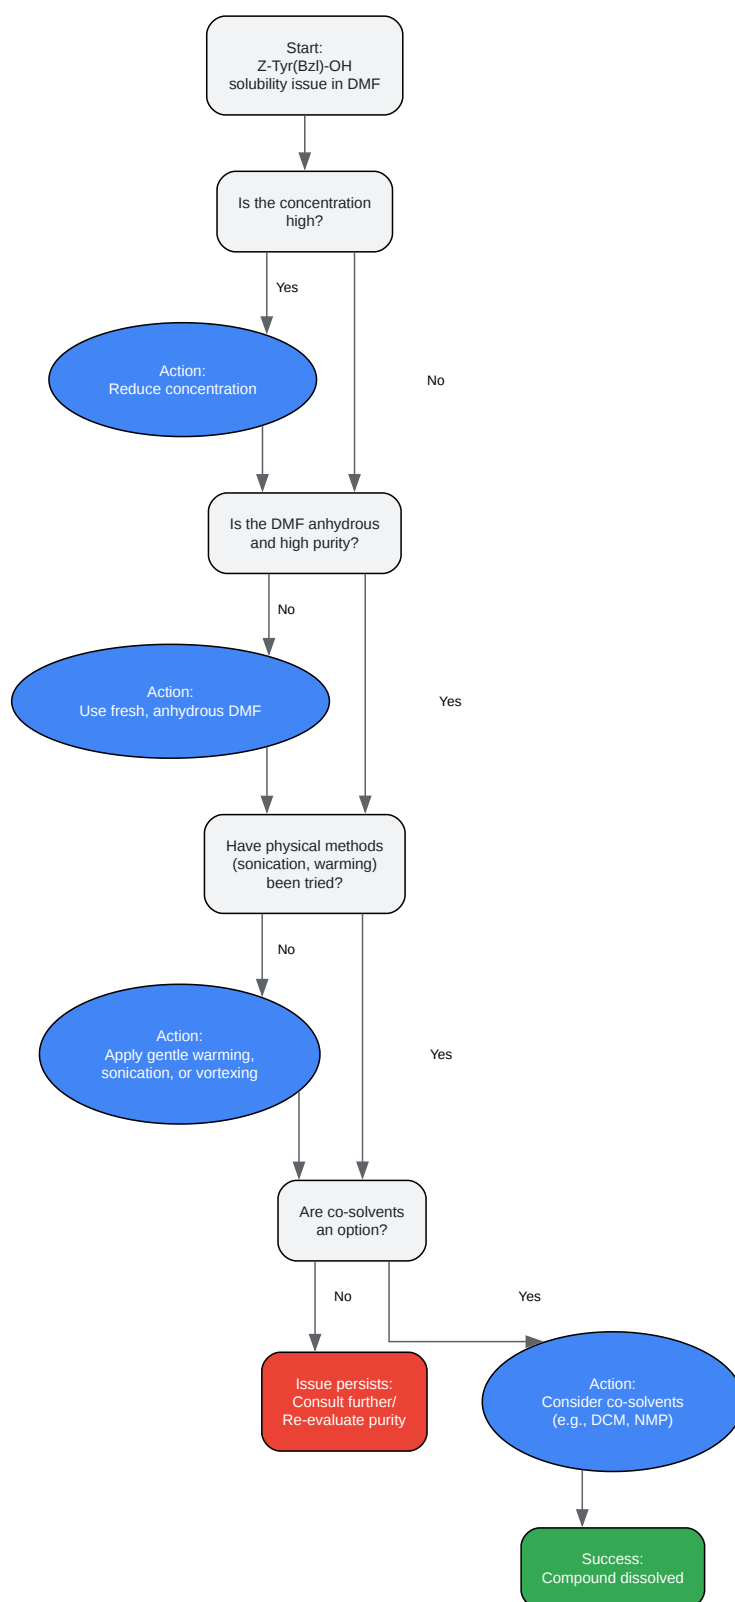 Start:
Z-Tyr(Bzl)-OH
solubility issue in DMF
Is the concentration
high?
Yes
Action:
Reduce concentration
No
Is the DMF anhydrous
and high purity?
No
Action:
Use fresh, anhydrous DMF
Yes
Have physical methods
(sonication, warming)
been tried?
No
Action:
Apply gentle warming,
sonication, or vortexing
Yes
Are co-solvents
an option?
No
Yes
Issue persists:
Consult further/
Re-evaluate purity
Action:
Consider co-solvents
(e.g., DCM, NMP)
Success:
Compound dissolved